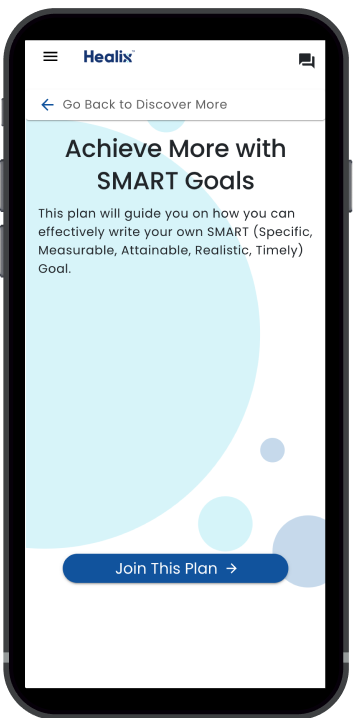 Healix™
Go Back to Discover More
Achieve More with
SMART Goals
This plan will guide you on how you can
effectively write your own SMART (Specific,
Measurable, Attainable, Realistic, Timely)
Goal.
Join This Plan